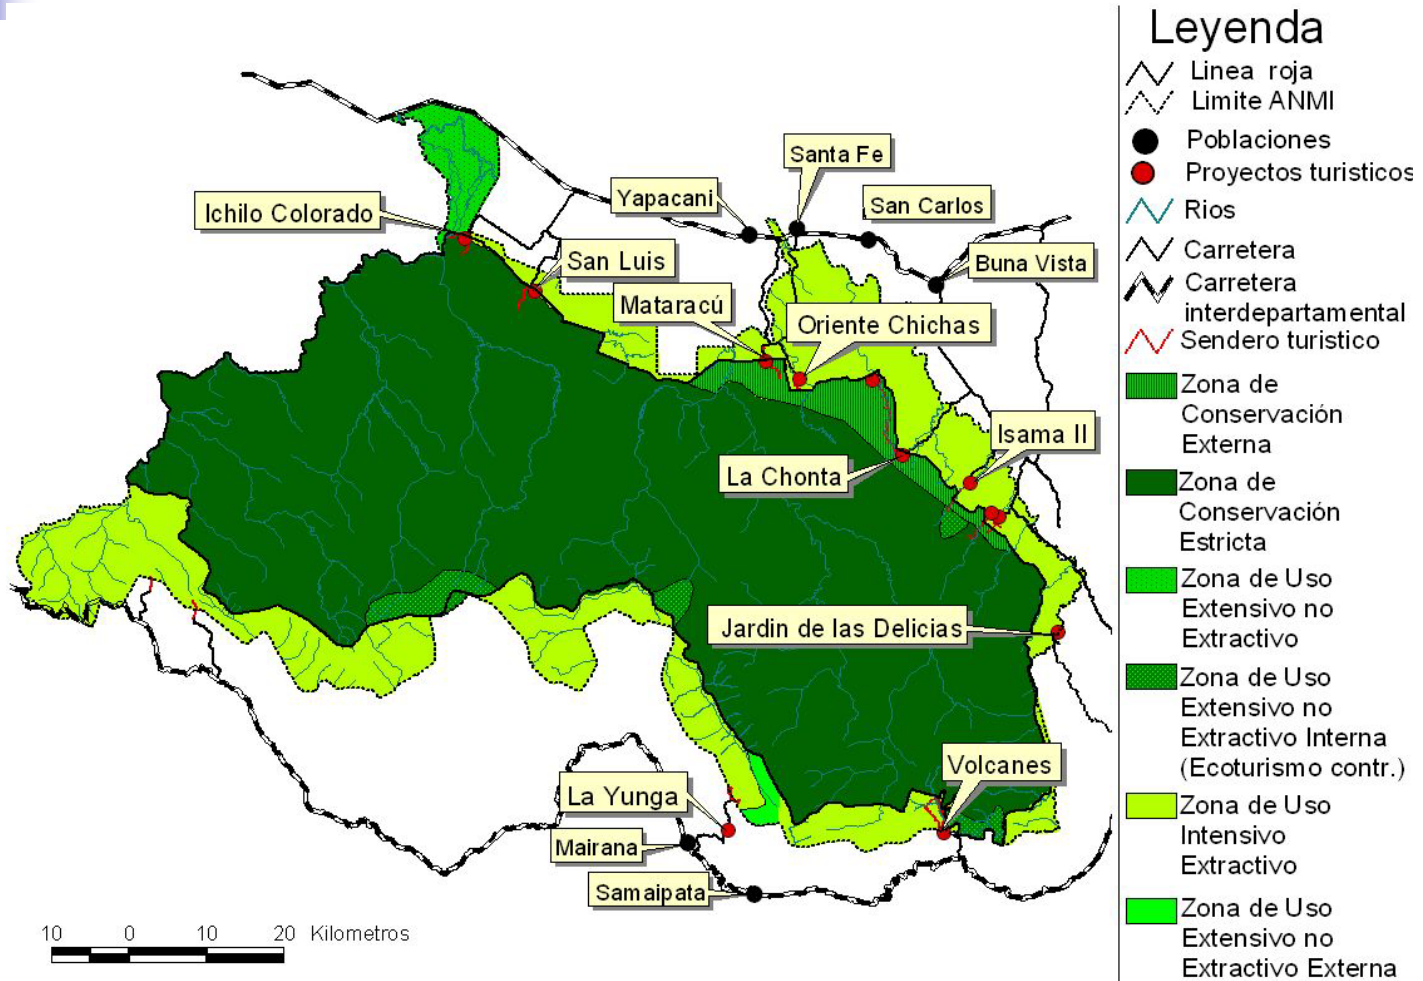 Leyenda
Linea roja
Limite ANMI
Poblaciones
Proyectos turisticos
Rios
Carretera
Carretera
interdepartamental
Sendero turistico
Zona de
Conservación
Externa
Zona de
Conservación
Estricta
Zona de Uso
Extensivo no
Extractivo
Zona de Uso
Extensivo no
Extractivo Interna
(Ecoturismo contr.)
Zona de Uso
Intensivo
Extractivo
Zona de Uso
Extensivo no
Extractivo Externa
Santa Fe
Yapacani
San Carlos
Ichilo Colorado
San Luis
Buna Vista
Mataracú
Oriente Chichas
Isama II
La Chonta
Jardin de las Delicias
Volcanes
La Yunga
Mairana
Samaipata
10 0 10 20 Kilometros